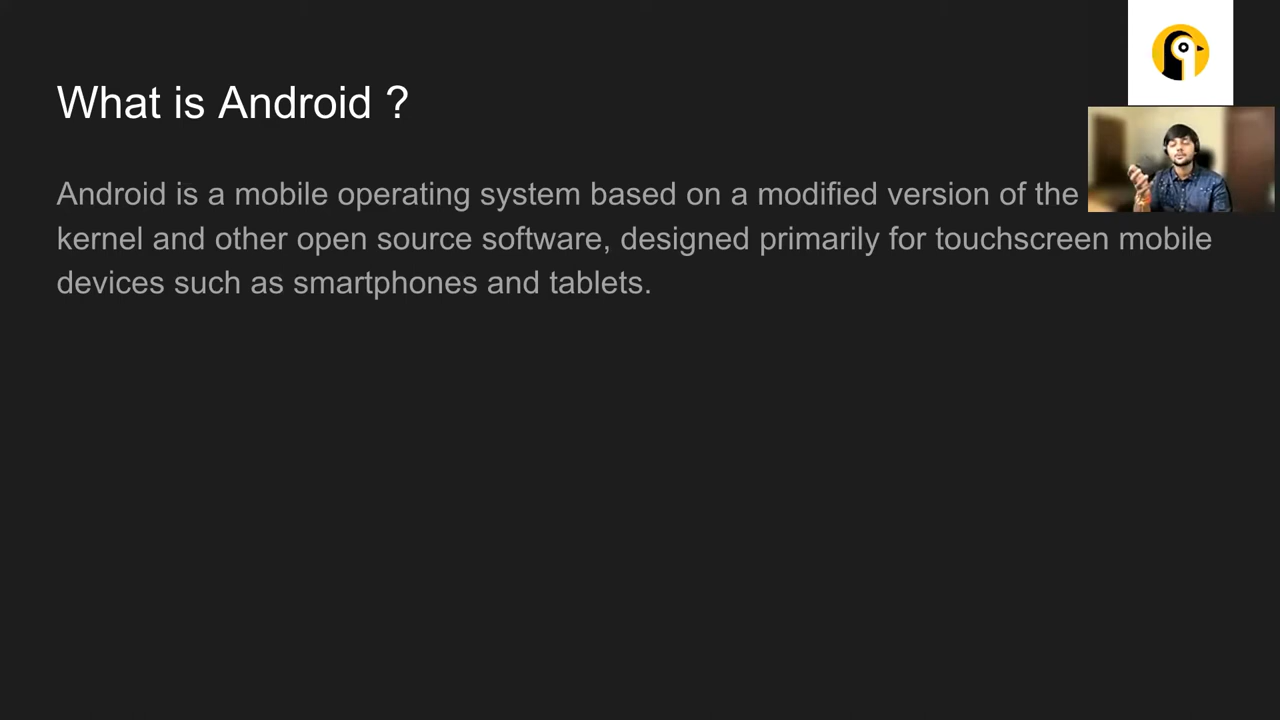 What is Android ?
Android is a mobile operating system based on a modified version of the
kernel and other open source software, designed primarily for touchscreen mobile
devices such as smartphones and tablets.